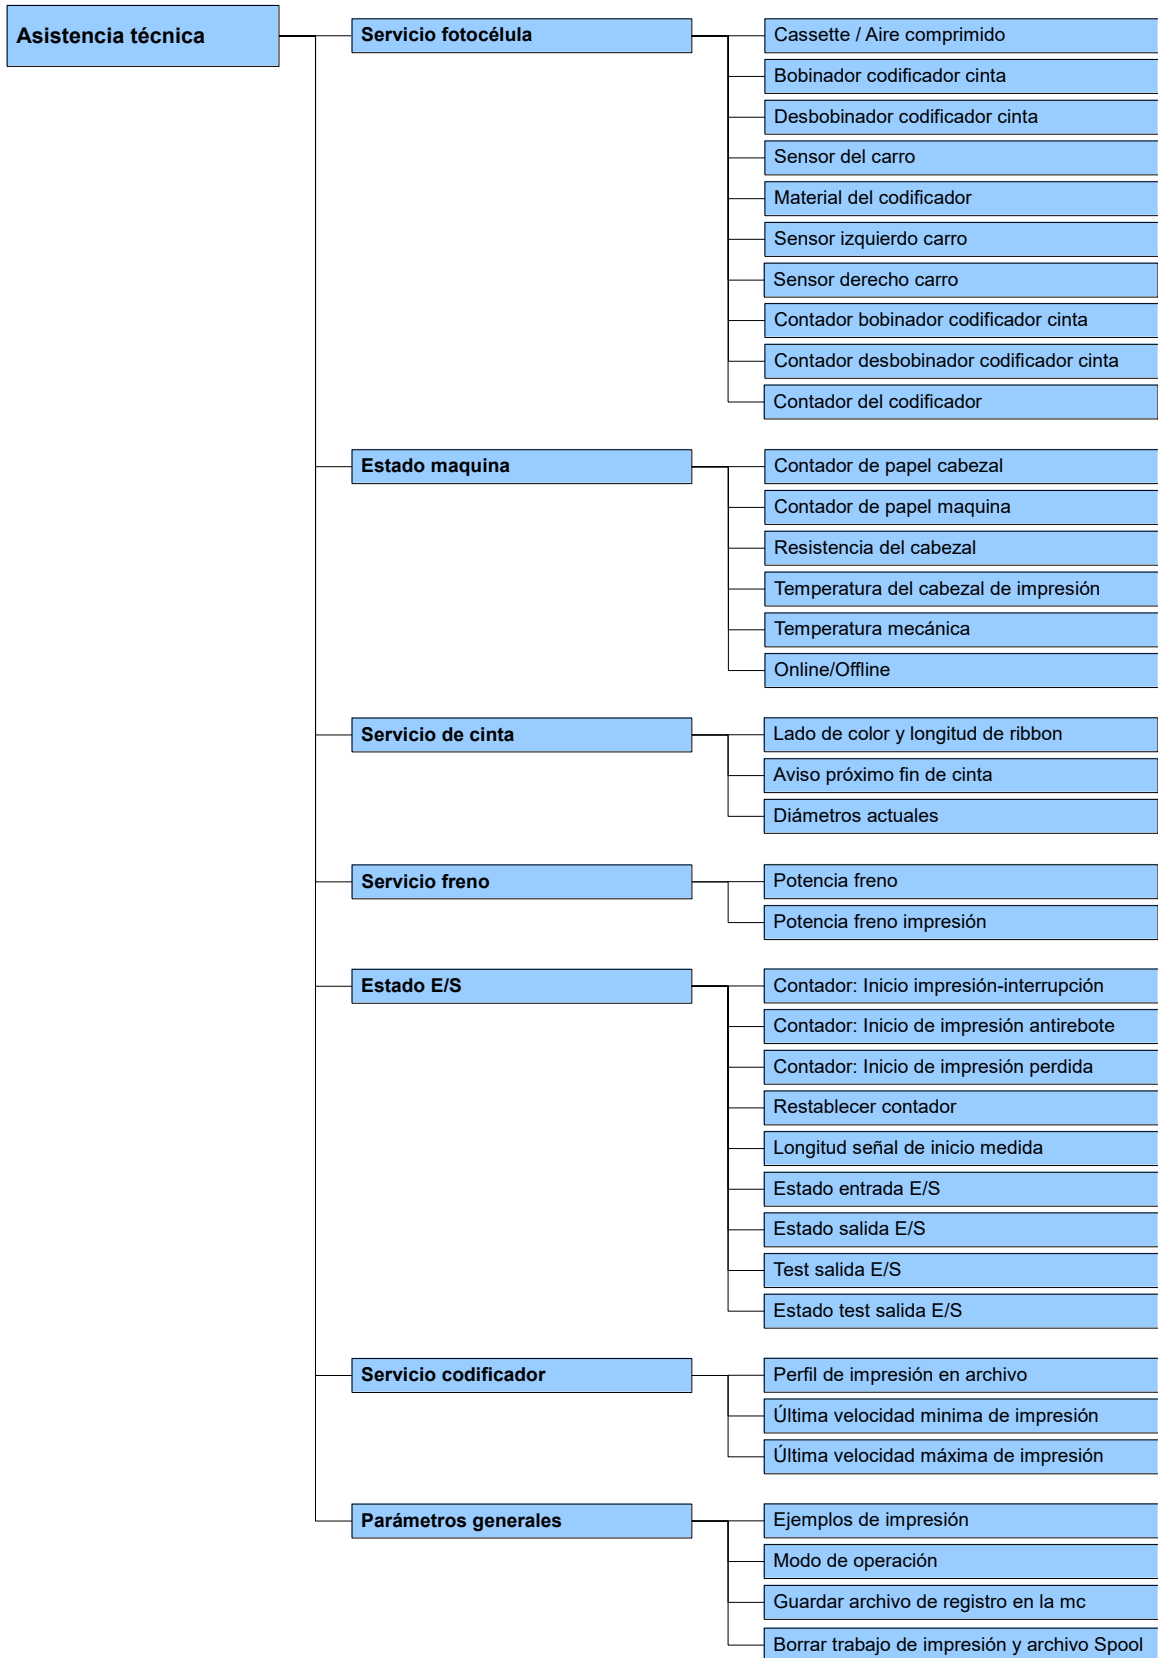 Asistencia técnica
Servicio fotocélula
Cassette / Aire comprimido
Bobinador codificador cinta
Desbobinador codificador cinta
Sensor del carro
Material del codificador
Sensor izquierdo carro
Sensor derecho carro
Contador bobinador codificador cinta
Contador desbobinador codificador cinta
Contador del codificador
Estado maquina
Contador de papel cabezal
Contador de papel maquina
Resistencia del cabezal
Temperatura del cabezal de impresión
Temperatura mecánica
Online/Offline
Servicio de cinta
Lado de color y longitud de ribbon
Aviso próximo fin de cinta
Diámetros actuales
Servicio freno
Potencia freno
Potencia freno impresión
Estado E/S
Contador: Inicio impresión-interrupción
Contador: Inicio de impresión antirebote
Contador: Inicio de impresión perdida
Restablecer contador
Longitud señal de inicio medida
Estado entrada E/S
Estado salida E/S
Test salida E/S
Estado test salida E/S
Servicio codificador
Perfil de impresión en archivo
Última velocidad minima de impresión
Última velocidad máxima de impresión
Parámetros generales
Ejemplos de impresión
Modo de operación
Guardar archivo de registro en la mc
Borrar trabajo de impresión y archivo Spool